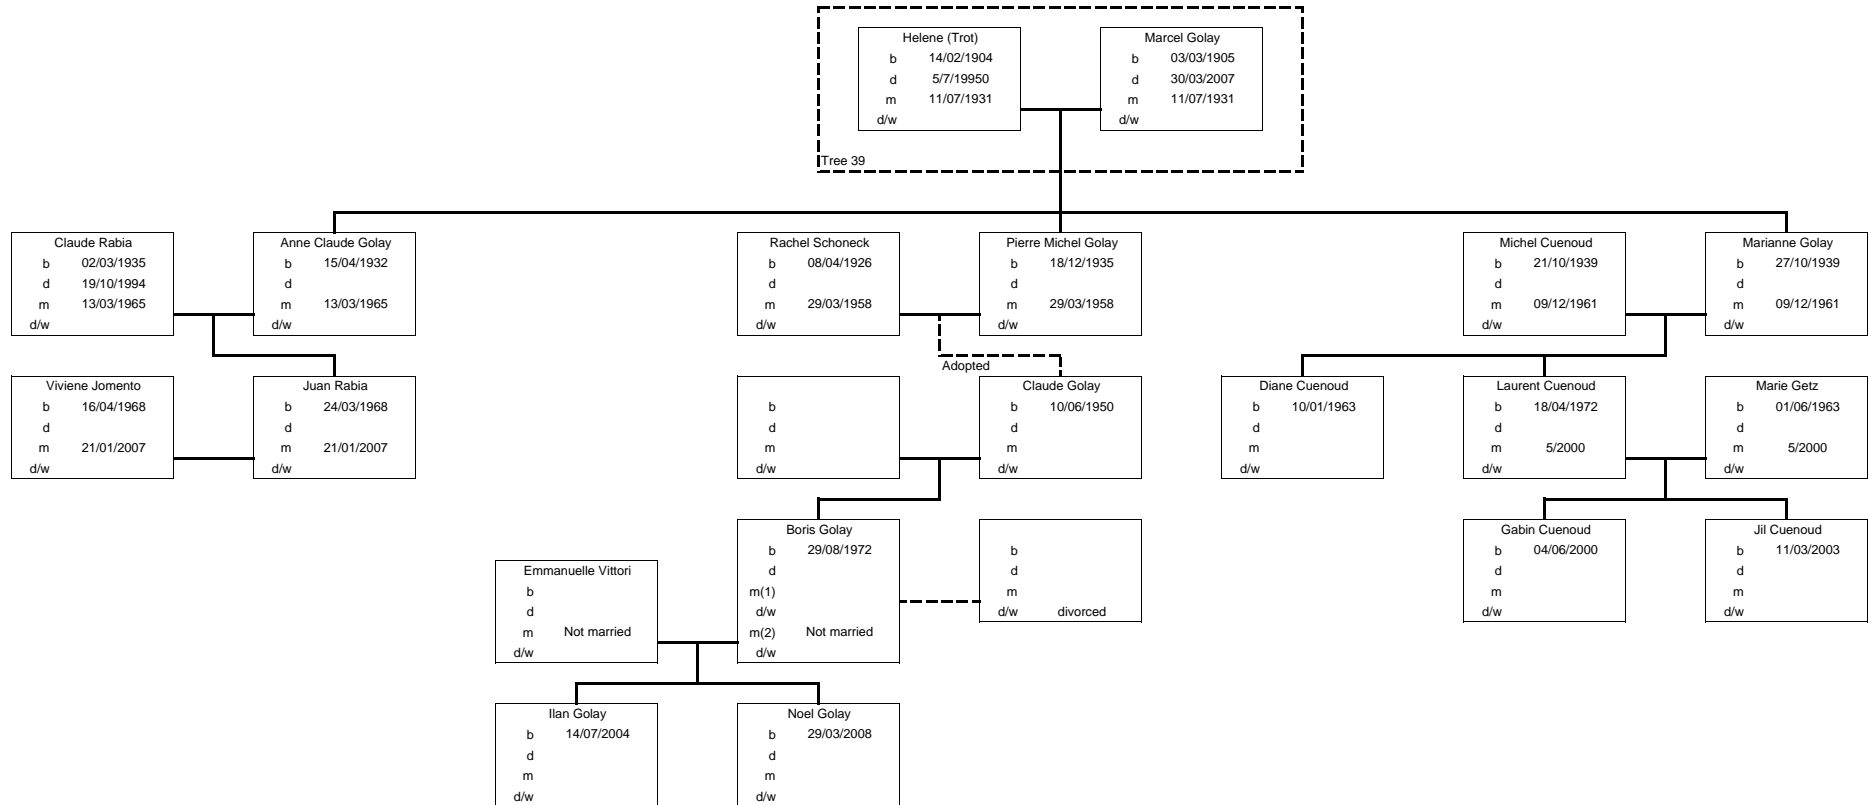 Helene (Trot)
b 14/02/1904
d 5/7/19950
m 11/07/1931
d/w
Marcel Golay
b 03/03/1905
d 30/03/2007
m 11/07/1931
d/w
Tree 39
Claude Rabia
b 02/03/1935
d 19/10/1994
m 13/03/1965
d/w
Anne Claude Golay
b 15/04/1932
d
m 13/03/1965
d/w
Rachel Schoneck
b 08/04/1926
d
m 29/03/1958
d/w
Pierre Michel Golay
b 18/12/1935
d
m 29/03/1958
d/w
Michel Cuenoud
b 21/10/1939
d
m 09/12/1961
d/w
Marianne Golay
b 27/10/1939
d
m 09/12/1961
d/w
Adopted
Viviene Jomento
b 16/04/1968
d
m 21/01/2007
d/w
Juan Rabia
b 24/03/1968
d
m 21/01/2007
d/w
b
d
m
d/w
Claude Golay
b 10/06/1950
d
m
d/w
Diane Cuenoud
b 10/01/1963
d
m
d/w
Laurent Cuenoud
b 18/04/1972
d
m 5/2000
d/w
Marie Getz
b 01/06/1963
d
m 5/2000
d/w
Emmanuelle Vittori
b
d
m Not married
d/w
Boris Golay
b 29/08/1972
d
m(1)
d/w
m(2) Not married
d/w
b
d
m
d/w divorced
Gabin Cuenoud
b 04/06/2000
d
m
d/w
Jil Cuenoud
b 11/03/2003
d
m
d/w
Ilan Golay
b 14/07/2004
d
m
d/w
Noel Golay
b 29/03/2008
d
m
d/w